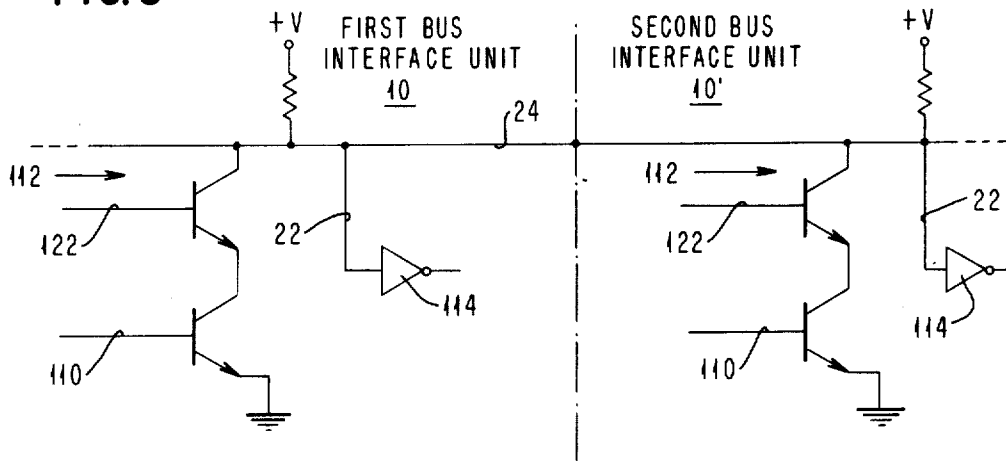 +V
FIRST BUS
INTERFACE UNIT
10
SECOND BUS
INTERFACE UNIT
10'
+V
24
112
122
22
114
110
112
122
22
114
110